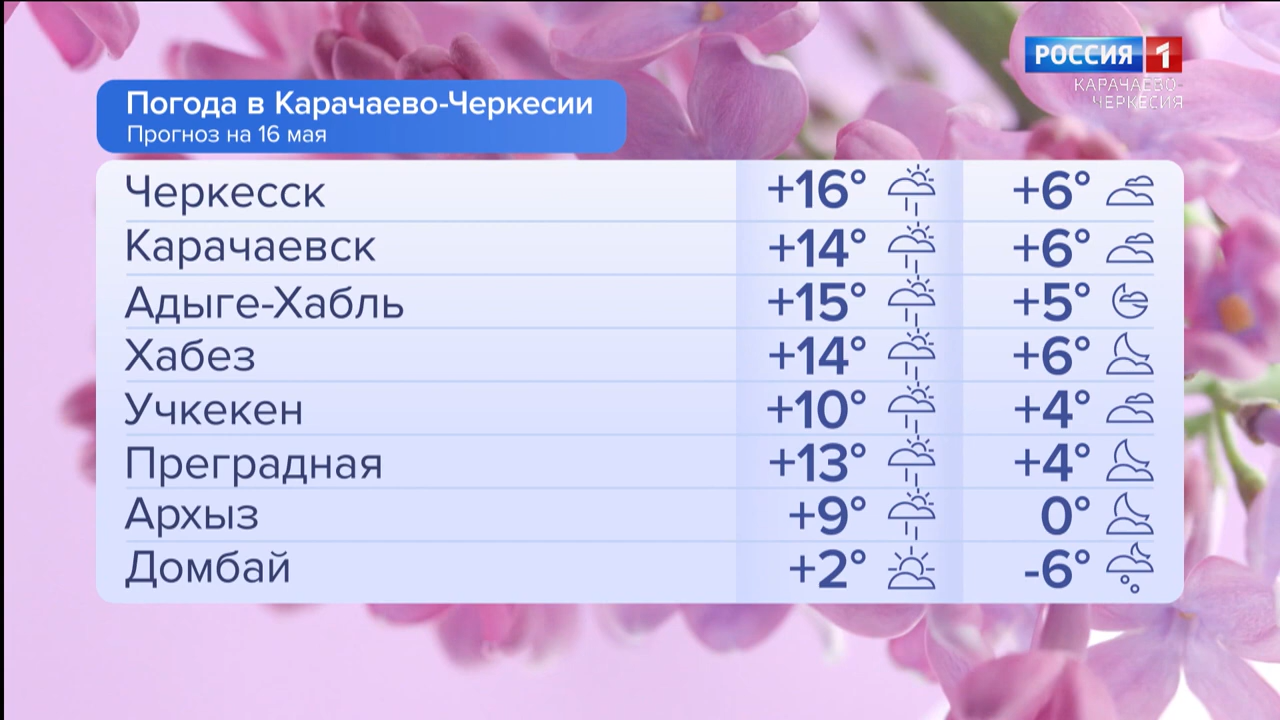 РОССИЯ 1
КАРАЧАЕВО-
ЧЕРКЕСИЯ
Погода в Карачаево-Черкесии
Прогноз на 16 мая
Черкесск +16° +6°
Карачаевск +14° +6°
Адыге-Хабль +15° +5°
Хабез +14° +6°
Учкекен +10° +4°
Преградная +13° +4°
Архыз +9° 0°
Домбай +2° -6°